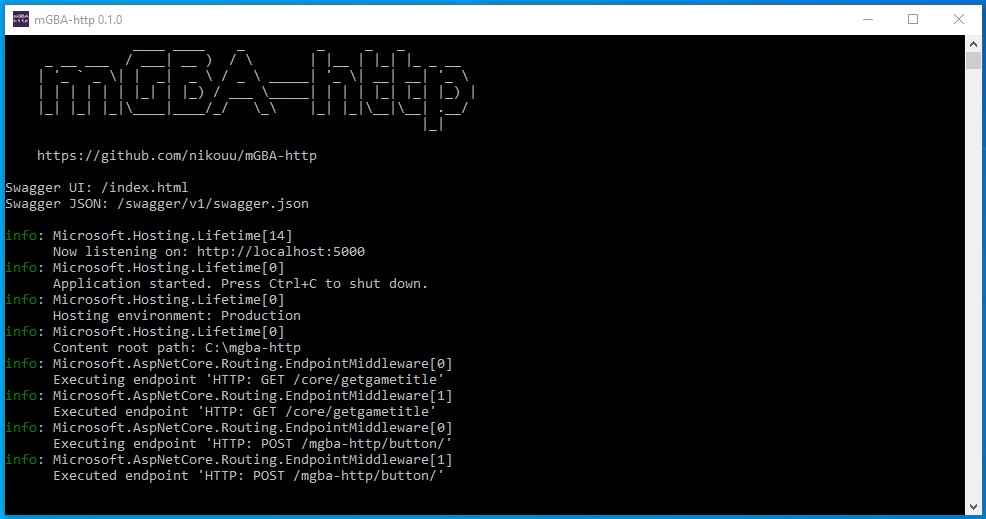 mGBA-http 0.1.0
mGBA-http
https://github.com/nikouu/mGBA-http
Swagger UI: /index.html
Swagger JSON: /swagger/v1/swagger.json
info: Microsoft.Hosting.Lifetime[14]
Now listening on: http://localhost:5000
info: Microsoft.Hosting.Lifetime[0]
Application started. Press Ctrl+C to shut down.
info: Microsoft.Hosting.Lifetime[0]
Hosting environment: Production
info: Microsoft.Hosting.Lifetime[0]
Content root path: C:\mgba-http
info: Microsoft.AspNetCore.Routing.EndpointMiddleware[0]
Executing endpoint 'HTTP: GET /core/getgametitle'
info: Microsoft.AspNetCore.Routing.EndpointMiddleware[1]
Executed endpoint 'HTTP: GET /core/getgametitle'
info: Microsoft.AspNetCore.Routing.EndpointMiddleware[0]
Executing endpoint 'HTTP: POST /mgba-http/button/'
info: Microsoft.AspNetCore.Routing.EndpointMiddleware[1]
Executed endpoint 'HTTP: POST /mgba-http/button/'